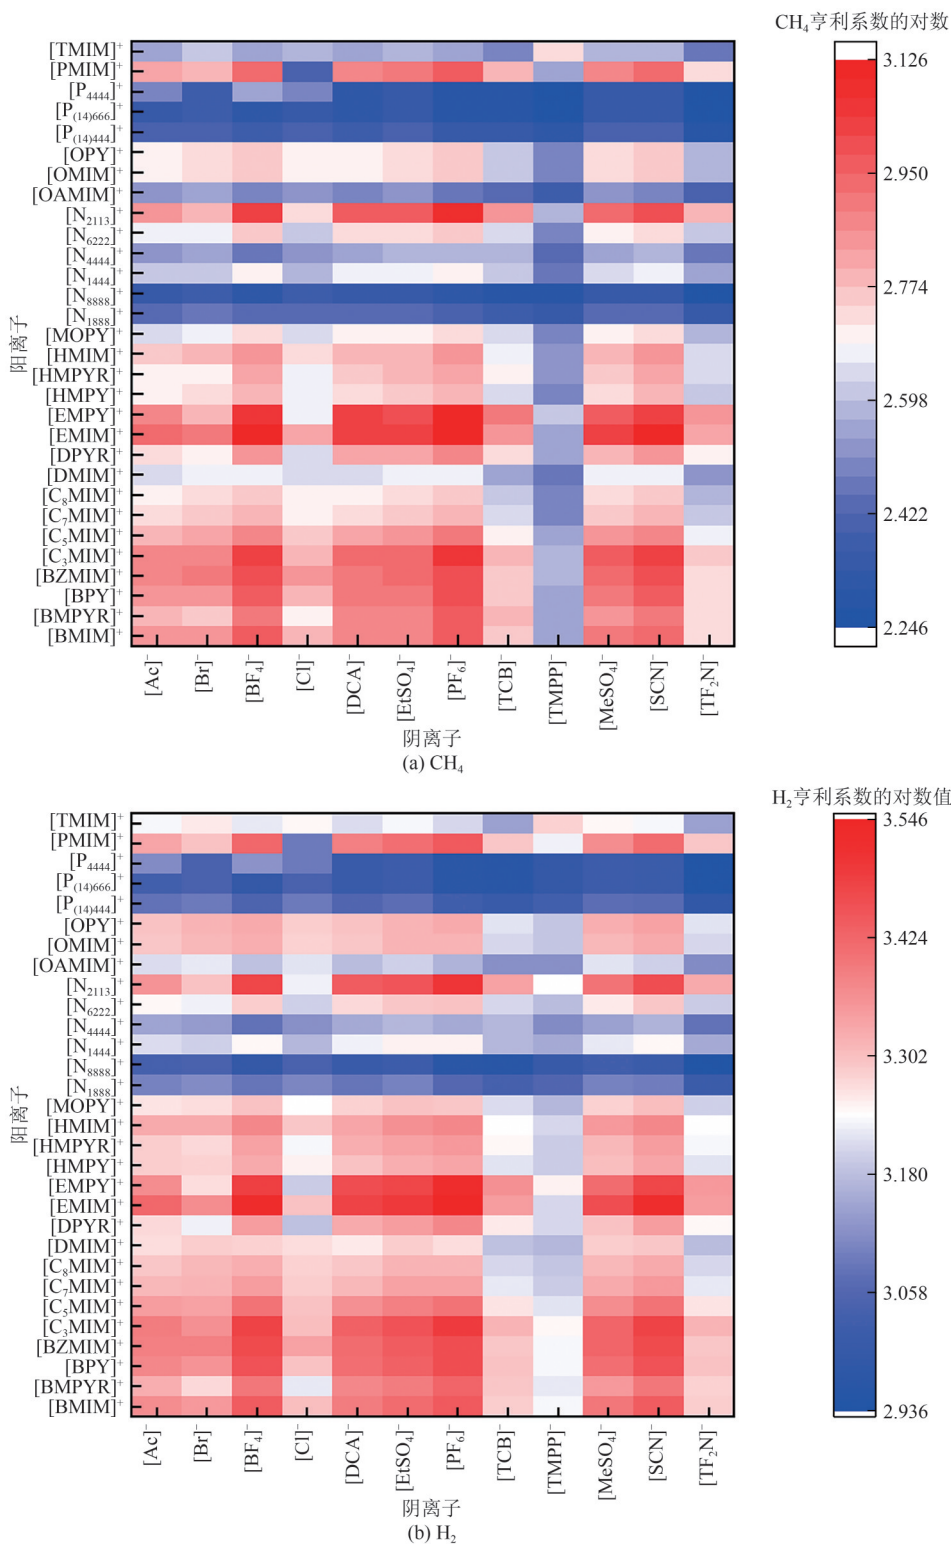 CH₄亨利系数的对数
[TMIM]⁺
[PMIM]⁺
[P₄₄₄₄]⁺
[P₍₁₄₎₆₆₆]⁺
[P₍₁₄₎₄₄₄]⁺
[OPY]⁺
[OMIM]⁺
[OAMIM]⁺
[N₂₁₁₃]⁺
[N₆₂₂₂]⁺
[N₄₄₄₄]⁺
[N₁₄₄₄]⁺
[N₈₈₈₈]⁺
[N₁₈₈₈]⁺
[MOPY]⁺
[HMIM]⁺
[HMPYR]⁺
[HMPY]⁺
[EMPY]⁺
[EMIM]⁺
[DPYR]⁺
[DMIM]⁺
[C₈MIM]⁺
[C₇MIM]⁺
[C₅MIM]⁺
[C₃MIM]⁺
[BZMIM]⁺
[BPY]⁺
[BMPYR]⁺
[BMIM]⁺
阳离子
[Ac]⁻
[Br]⁻
[BF₄]⁻
[Cl]⁻
[DCA]⁻
[EtSO₄]⁻
[PF₆]⁻
[TCB]⁻
[TMPP]⁻
[MeSO₄]⁻
[SCN]⁻
[TF₂N]⁻
阴离子
(a) CH₄
3.126
2.950
2.774
2.598
2.422
2.246
H₂亨利系数的对数值
[TMIM]⁺
[PMIM]⁺
[P₄₄₄₄]⁺
[P₍₁₄₎₆₆₆]⁺
[P₍₁₄₎₄₄₄]⁺
[OPY]⁺
[OMIM]⁺
[OAMIM]⁺
[N₂₁₁₃]⁺
[N₆₂₂₂]⁺
[N₄₄₄₄]⁺
[N₁₄₄₄]⁺
[N₈₈₈₈]⁺
[N₁₈₈₈]⁺
[MOPY]⁺
[HMIM]⁺
[HMPYR]⁺
[HMPY]⁺
[EMPY]⁺
[EMIM]⁺
[DPYR]⁺
[DMIM]⁺
[C₈MIM]⁺
[C₇MIM]⁺
[C₅MIM]⁺
[C₃MIM]⁺
[BZMIM]⁺
[BPY]⁺
[BMPYR]⁺
[BMIM]⁺
阳离子
[Ac]⁻
[Br]⁻
[BF₄]⁻
[Cl]⁻
[DCA]⁻
[EtSO₄]⁻
[PF₆]⁻
[TCB]⁻
[TMPP]⁻
[MeSO₄]⁻
[SCN]⁻
[TF₂N]⁻
阴离子
(b) H₂
3.546
3.424
3.302
3.180
3.058
2.936